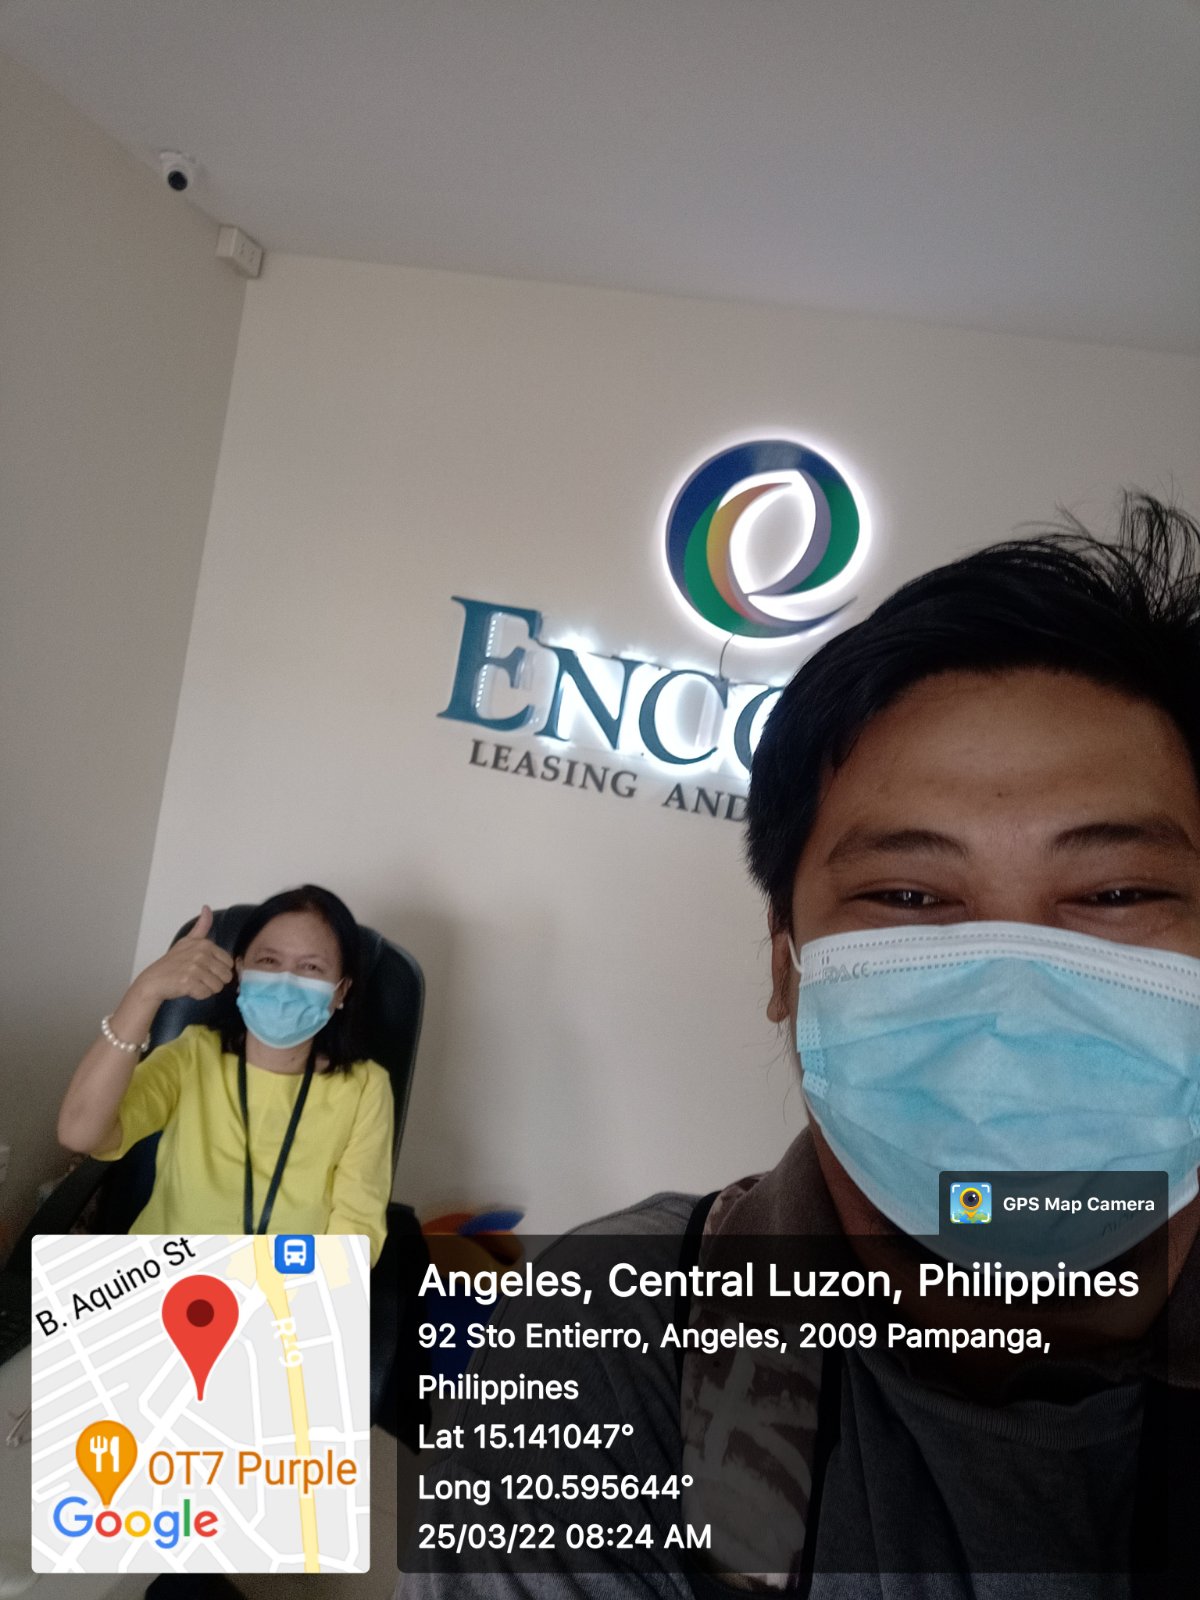 ENCO
LEASING AND
FDA CE
GPS Map Camera
B. Aquino St
R-9
OT7 Purple
Google
Angeles, Central Luzon, Philippines
92 Sto Entierro, Angeles, 2009 Pampanga,
Philippines
Lat 15.141047°
Long 120.595644°
25/03/22 08:24 AM